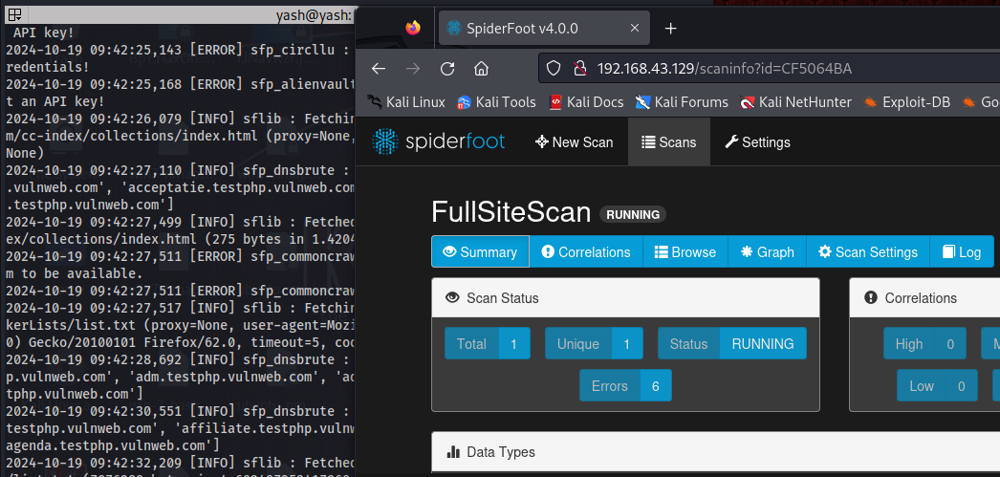 yash@yash:
API key!
2024-10-19 09:42:25,143 [ERROR] sfp_circllu :
redentials!
2024-10-19 09:42:25,168 [ERROR] sfp_alienvault
t an API key!
2024-10-19 09:42:26,079 [INFO] sflib : Fetchin
m/cc-index/collections/index.html (proxy=None,
None)
2024-10-19 09:42:27,110 [INFO] sfp_dnsbrute :
.vulnweb.com', 'acceptatie.testphp.vulnweb.com
.testphp.vulnweb.com']
2024-10-19 09:42:27,499 [INFO] sflib : Fetched
ex/collections/index.html (275 bytes in 1.4204
2024-10-19 09:42:27,511 [ERROR] sfp_commoncraw
m to be available.
2024-10-19 09:42:27,511 [ERROR] sfp_commoncraw
2024-10-19 09:42:27,517 [INFO] sflib : Fetchin
kerLists/list.txt (proxy=None, user-agent=Mozi
0) Gecko/20100101 Firefox/62.0, timeout=5, coo
2024-10-19 09:42:28,692 [INFO] sfp_dnsbrute :
p.vulnweb.com', 'adm.testphp.vulnweb.com', 'ad
tphp.vulnweb.com']
2024-10-19 09:42:30,551 [INFO] sfp_dnsbrute :
testphp.vulnweb.com', 'affiliate.testphp.vulnw
agenda.testphp.vulnweb.com']
2024-10-19 09:42:32,209 [INFO] sflib : Fetched
SpiderFoot v4.0.0
192.168.43.129/scaninfo?id=CF5064BA
Kali Linux Kali Tools Kali Docs Kali Forums Kali NetHunter Exploit-DB Go
spiderfoot New Scan Scans Settings
FullSiteScan RUNNING
Summary Correlations Browse Graph Scan Settings Log
Scan Status
Total 1 Unique 1 Status RUNNING
Errors 6
Correlations
High 0 M
Low 0
Data Types